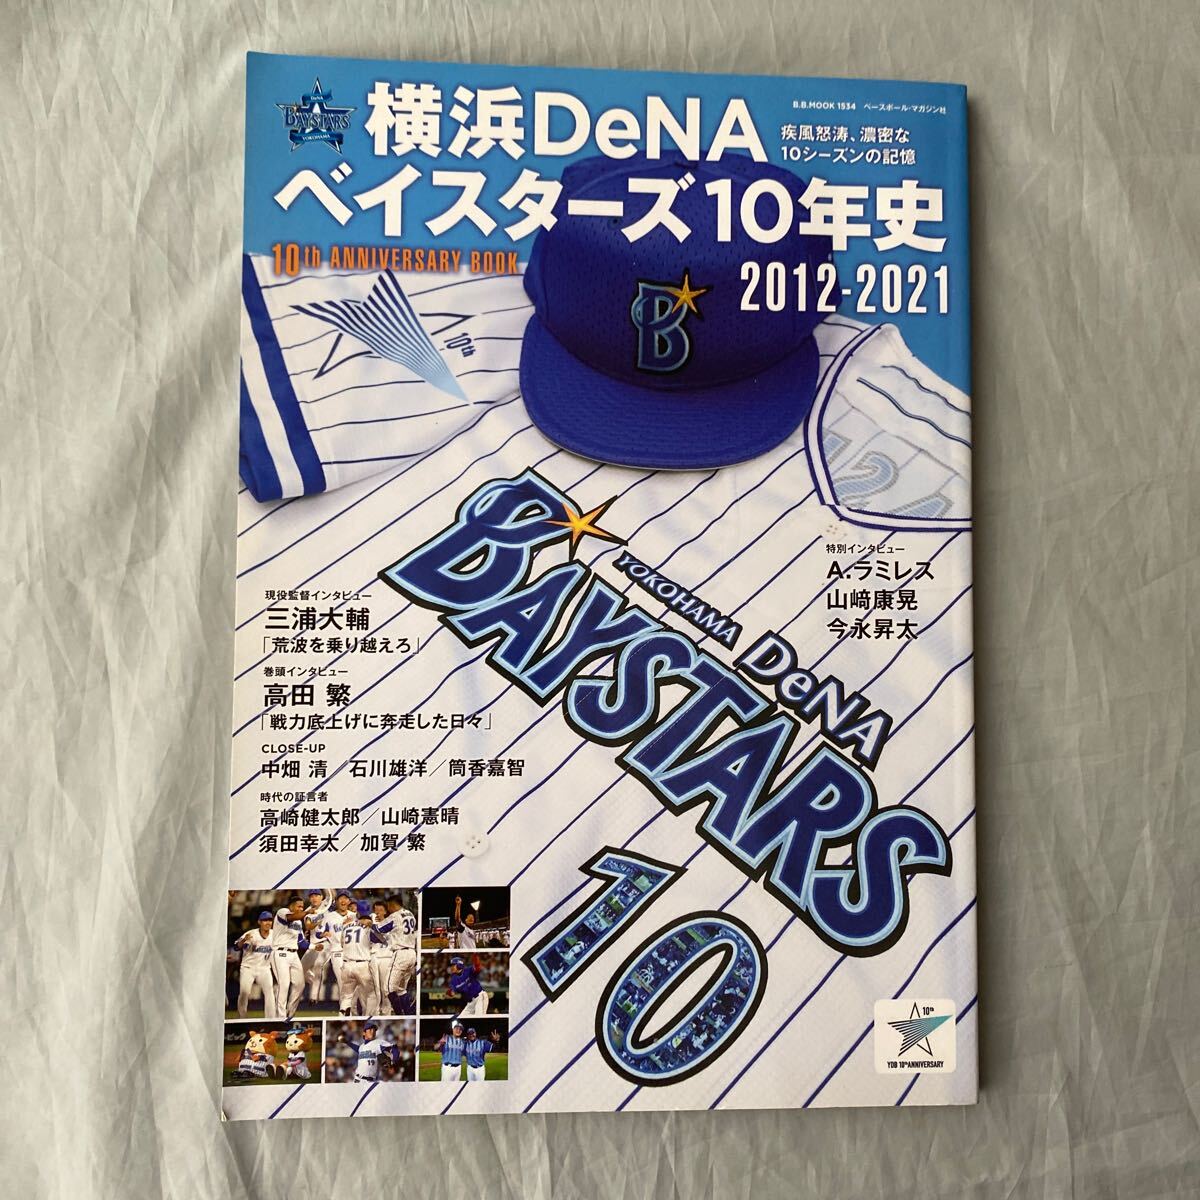 B.B.MOOK 1534 ベースボール・マガジン社
DeNA
BAYSTARS
YOKOHAMA
横浜DeNA
疾風怒涛、濃密な
10シーズンの記憶
ベイスターズ10年史
10th ANNIVERSARY BOOK
2012-2021
B
10th
特別インタビュー
A.ラミレス
山﨑康晃
今永昇太
現役監督インタビュー
三浦大輔
「荒波を乗り越えろ」
巻頭インタビュー
高田 繁
「戦力底上げに奔走した日々」
CLOSE-UP
中畑 清/石川雄洋/筒香嘉智
時代の証言者
高崎健太郎/山崎憲晴
須田幸太/加賀 繁
YOKOHAMA DeNA
BAYSTARS
10
51
39
19
10th
YDB 10th ANNIVERSARY